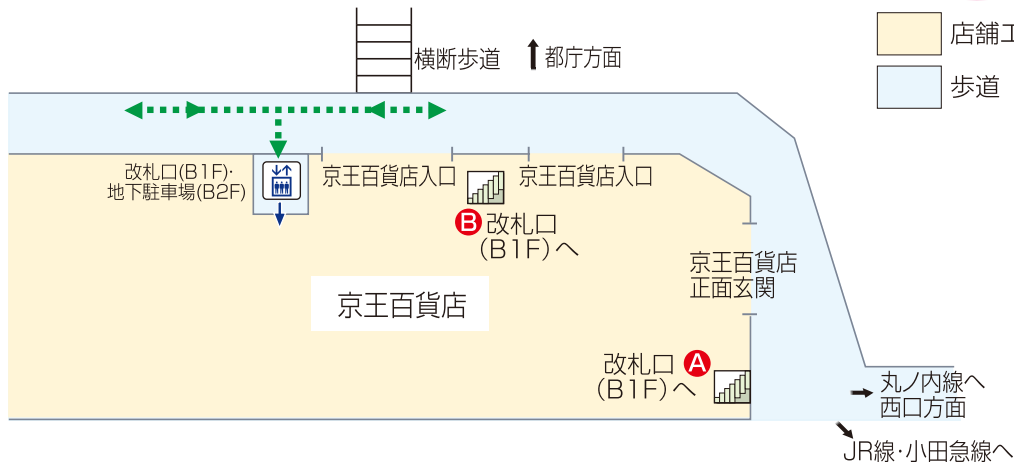 店舗エ
歩道
横断歩道
都庁方面
改札口(B1F)・
地下駐車場(B2F)
京王百貨店入口
京王百貨店入口
B 改札口
(B1F)へ
京王百貨店
正面玄関
京王百貨店
改札口 A
(B1F)へ
丸ノ内線へ
西口方面
JR線・小田急線へ